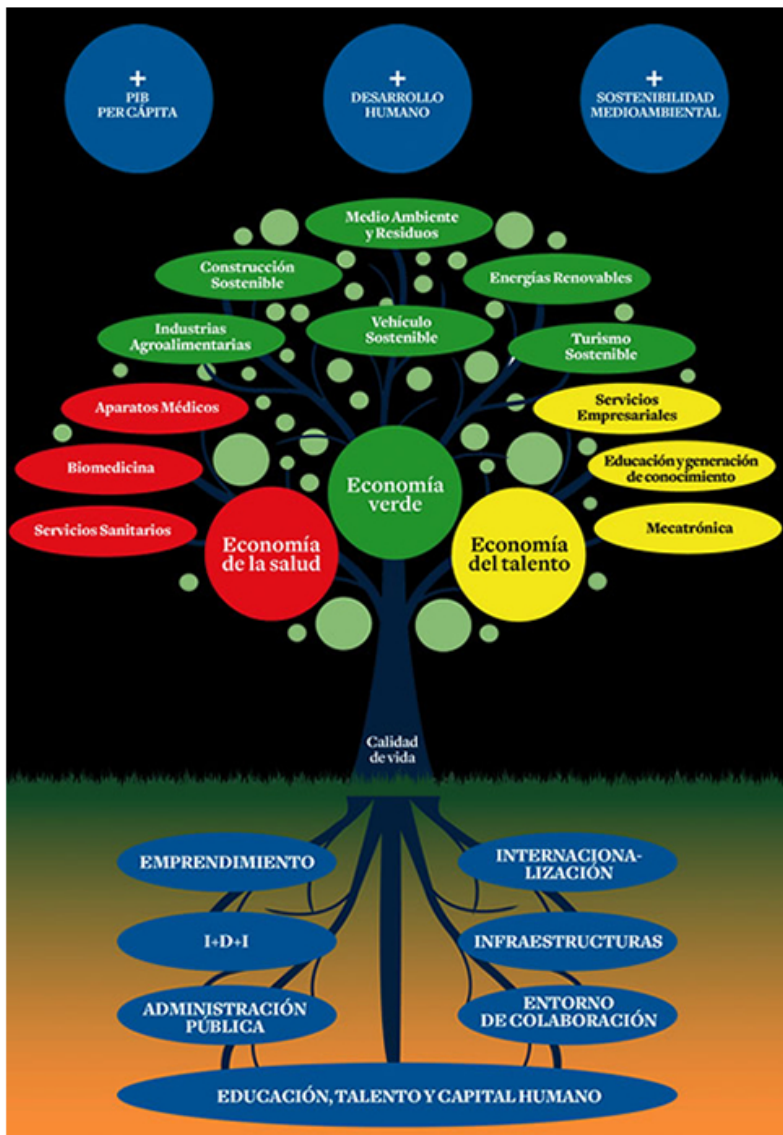 +
PIB
PER CÁPITA
+
DESARROLLO
HUMANO
+
SOSTENIBILIDAD
MEDIOAMBIENTAL
Medio Ambiente
y Residuos
Construcción
Sostenible
Energías Renovables
Industrias
Agroalimentarias
Vehículo
Sostenible
Turismo
Sostenible
Aparatos Médicos
Servicios
Empresariales
Biomedicina
Educación y generación
de conocimiento
Servicios Sanitarios
Mecatrónica
Economía
verde
Economía
de la salud
Economía
del talento
Calidad
de vida
EMPRENDIMIENTO
INTERNACIONA-
LIZACIÓN
I+D+I
INFRAESTRUCTURAS
ADMINISTRACIÓN
PÚBLICA
ENTORNO
DE COLABORACIÓN
EDUCACIÓN, TALENTO Y CAPITAL HUMANO